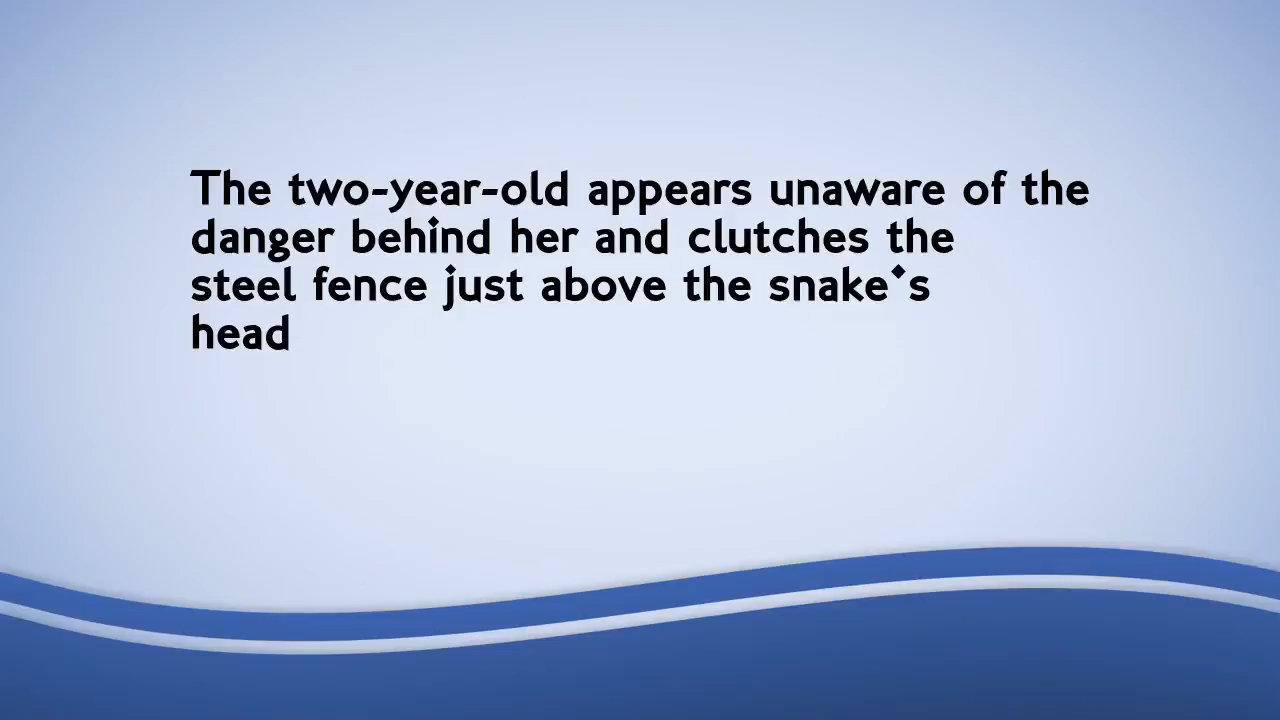 The two-year-old appears unaware of the
danger behind her and clutches the
steel fence just above the snake's
head